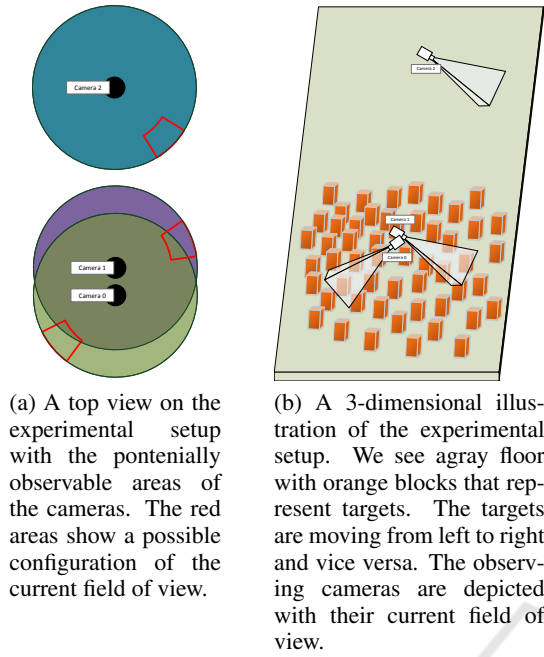 Camera 2
Camera 1
Camera 0
Camera 2
Camera 1
Camera 0
(a) A top view on the
experimental setup
with the pontenially
observable areas of
the cameras. The red
areas show a possible
configuration of the
current field of view.
(b) A 3-dimensional illus-
tration of the experimental
setup. We see agray floor
with orange blocks that rep-
resent targets. The targets
are moving from left to right
and vice versa. The observ-
ing cameras are depicted
with their current field of
view.